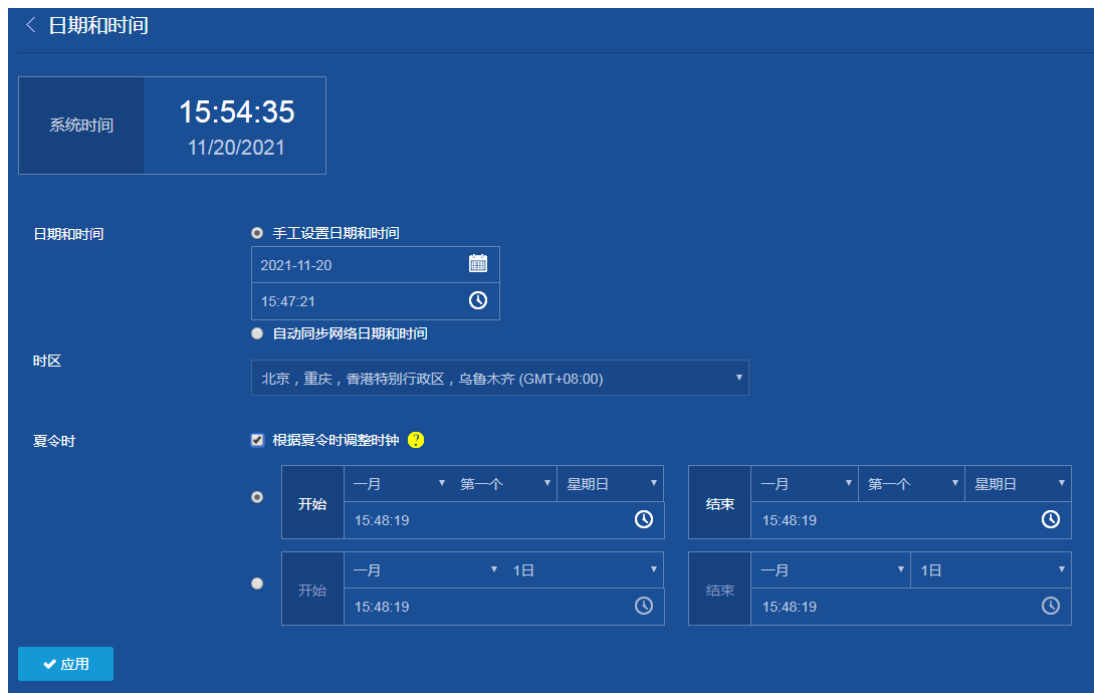 日期和时间
系统时间
15:54:35
11/20/2021
日期和时间
手工设置日期和时间
2021-11-20
15:47:21
自动同步网络日期和时间
时区
北京，重庆，香港特别行政区，乌鲁木齐 (GMT+08:00)
夏令时
根据夏令时调整时钟 ?
开始 一月 第一个 星期日
15:48:19
结束 一月 第一个 星期日
15:48:19
开始 一月 1日
15:48:19
结束 一月 1日
15:48:19
应用